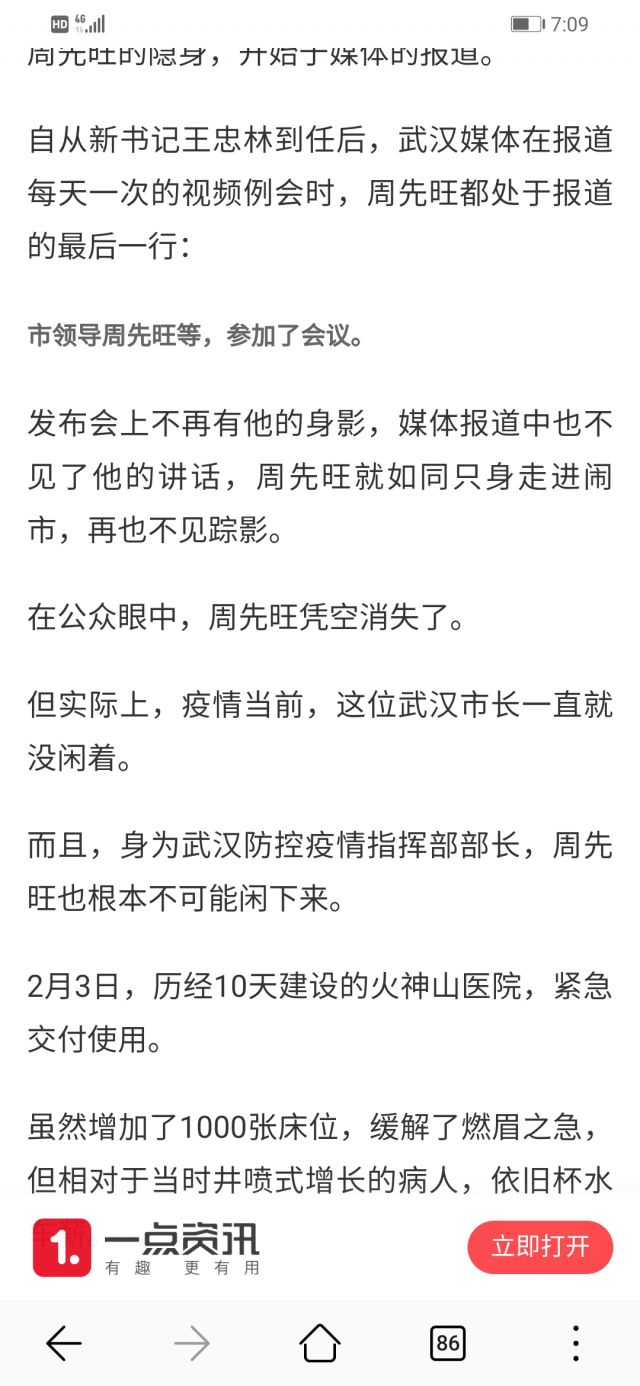 HD 4G 7:09
周先旺的隐身，开始于媒体的报道。
自从新书记王忠林到任后，武汉媒体在报道
每天一次的视频例会时，周先旺都处于报道
的最后一行：
市领导周先旺等，参加了会议。
发布会上不再有他的身影，媒体报道中也不
见了他的讲话，周先旺就如同只身走进闹
市，再也不见踪影。
在公众眼中，周先旺凭空消失了。
但实际上，疫情当前，这位武汉市长一直就
没闲着。
而且，身为武汉防控疫情指挥部部长，周先
旺也根本不可能闲下来。
2月3日，历经10天建设的火神山医院，紧急
交付使用。
虽然增加了1000张床位，缓解了燃眉之急，
但相对于当时井喷式增长的病人，依旧杯水
1.
一点资讯
有趣 更有用
立即打开
86